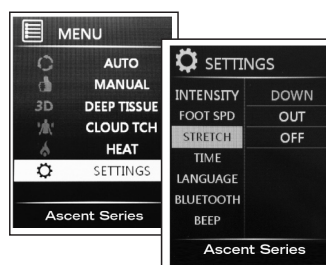 MENU
AUTO
MANUAL
3D DEEP TISSUE
CLOUD TCH
HEAT
SETTINGS
Ascent Series
SETTINGS
INTENSITY DOWN
FOOT SPD OUT
STRETCH OFF
TIME
LANGUAGE
BLUETOOTH
BEEP
Ascent Series